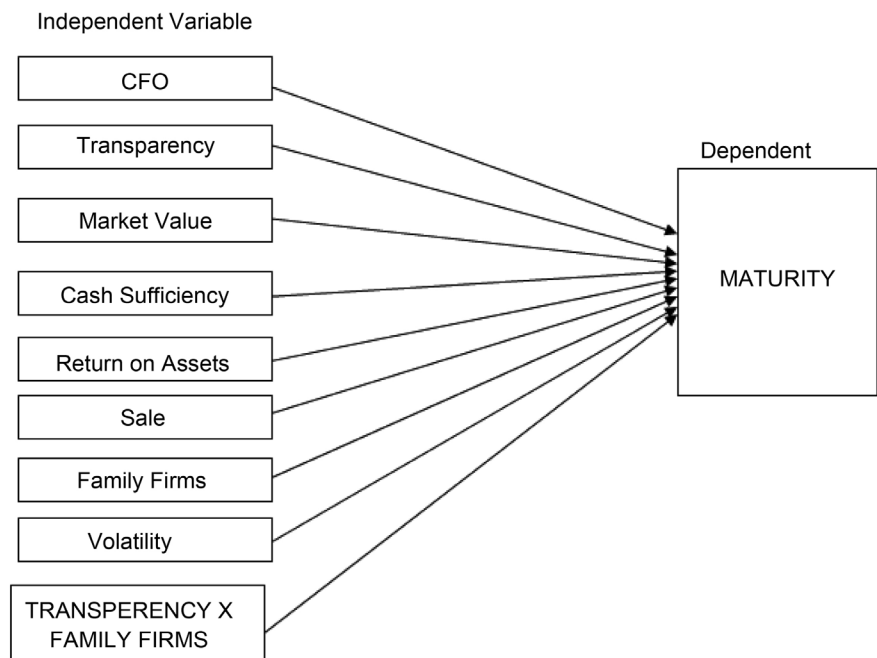 Independent Variable
CFO
Transparency
Market Value
Cash Sufficiency
Return on Assets
Sale
Family Firms
Volatility
TRANSPERENCY X
FAMILY FIRMS
Dependent
MATURITY